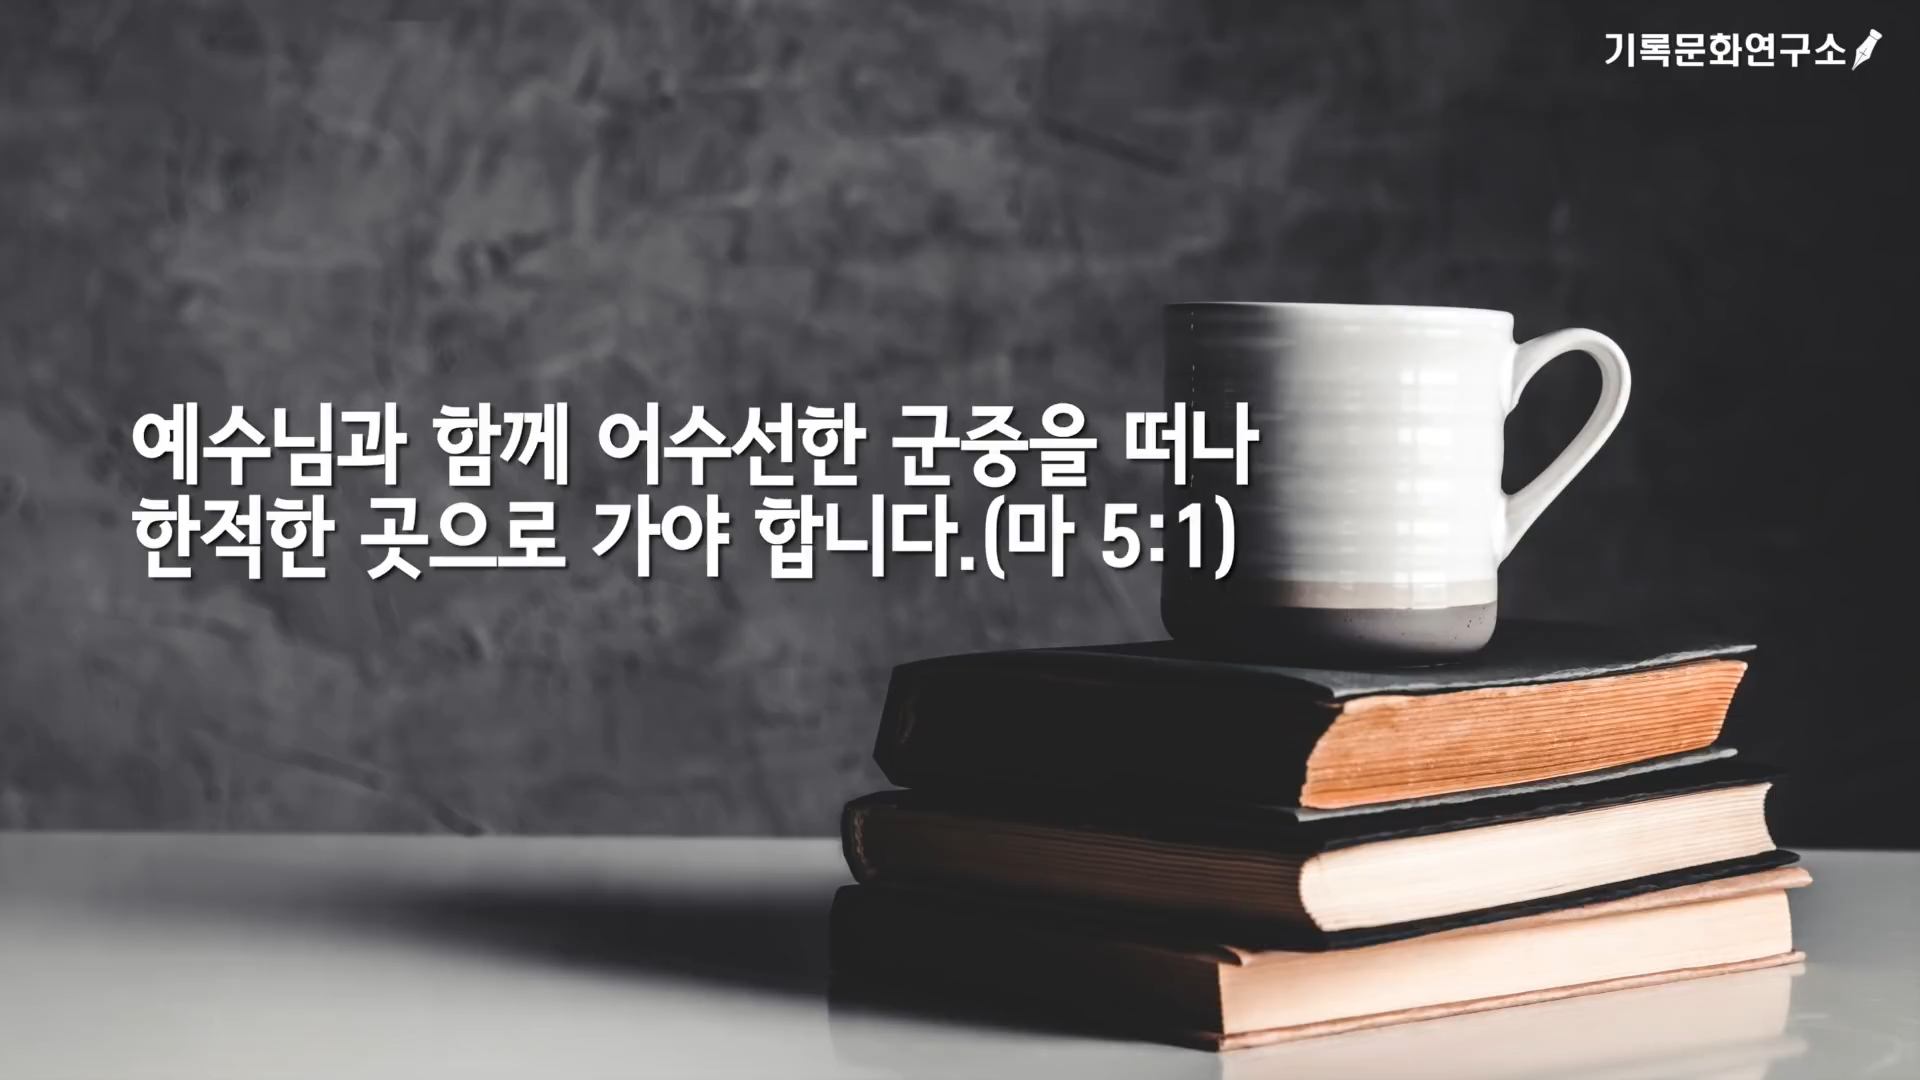 기록문화연구소
예수님과 함께 어수선한 군중을 떠나
한적한 곳으로 가야 합니다.(마 5:1)